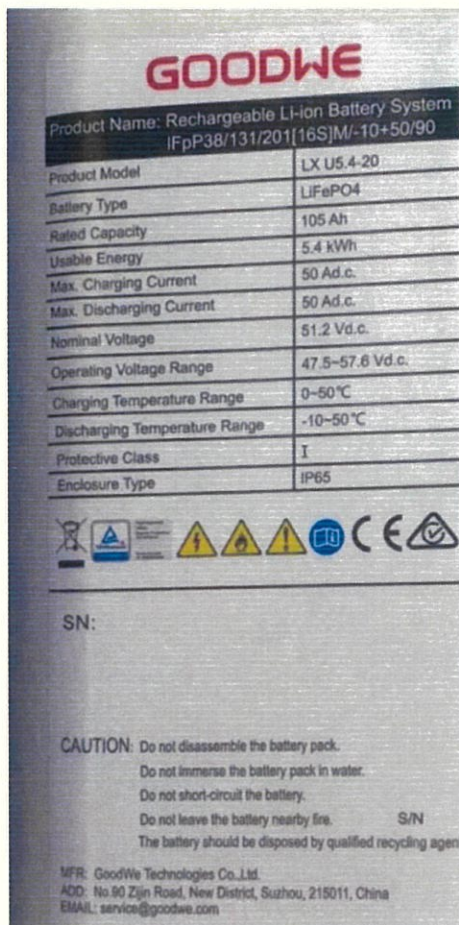 GOODWE
Product Name: Rechargeable Li-ion Battery System
IFpP38/131/201[16S]M/-10+50/90
Product Model LX U5.4-20
Battery Type LiFePO4
Rated Capacity 105 Ah
Usable Energy 5.4 kWh
Max. Charging Current 50 Ad.c.
Max. Discharging Current 50 Ad.c.
Nominal Voltage 51.2 Vd.c.
Operating Voltage Range 47.5~57.6 Vd.c.
Charging Temperature Range 0~50℃
Discharging Temperature Range -10~50℃
Protective Class I
Enclosure Type IP65
CE
SN:
CAUTION: Do not disassemble the battery pack.
Do not immerse the battery pack in water.
Do not short-circuit the battery.
Do not leave the battery nearby fire. S/N
The battery should be disposed by qualified recycling agen
MFR: GoodWe Technologies Co.,Ltd.
ADD: No.90 Zijin Road, New District, Suzhou, 215011, China
EMAIL: service@goodwe.com